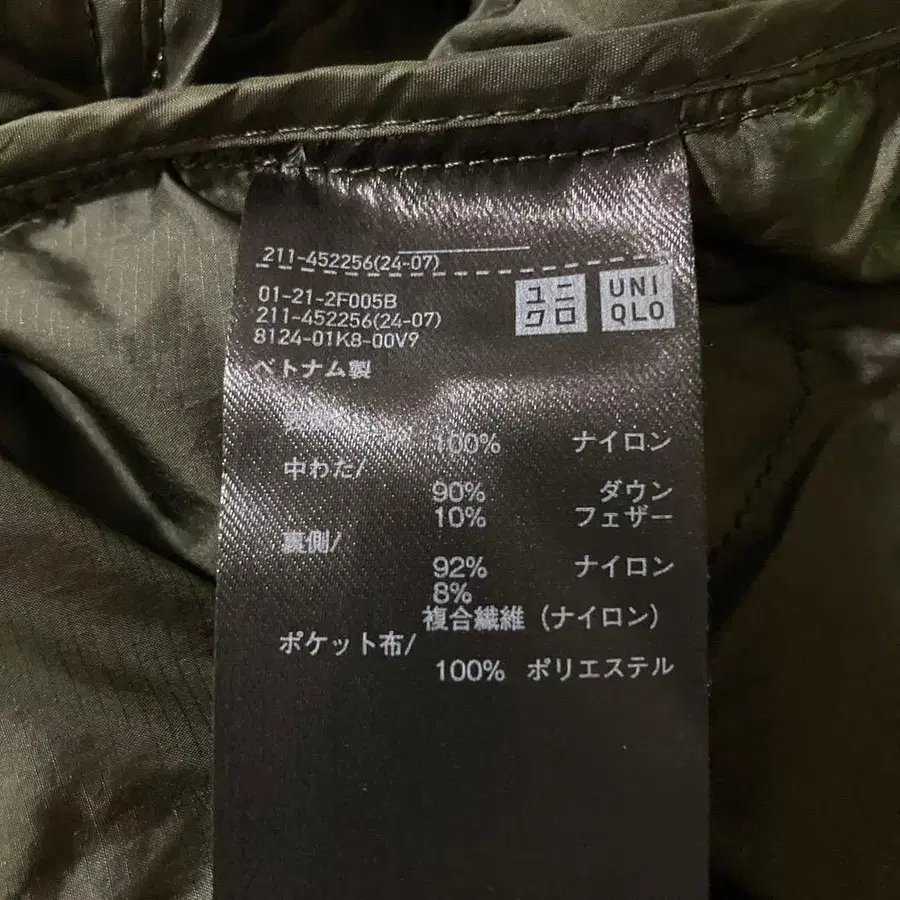 211-452256(24-07)
ユニ
クロ
UNI
QLO
01-21-2F005B
211-452256(24-07)
8124-01K8-00V9
ベトナム製
100% ナイロン
中わた/
90% ダウン
10% フェザー
裏側/
92% ナイロン
8%
複合繊維(ナイロン)
ポケット布/
100% ポリエステル